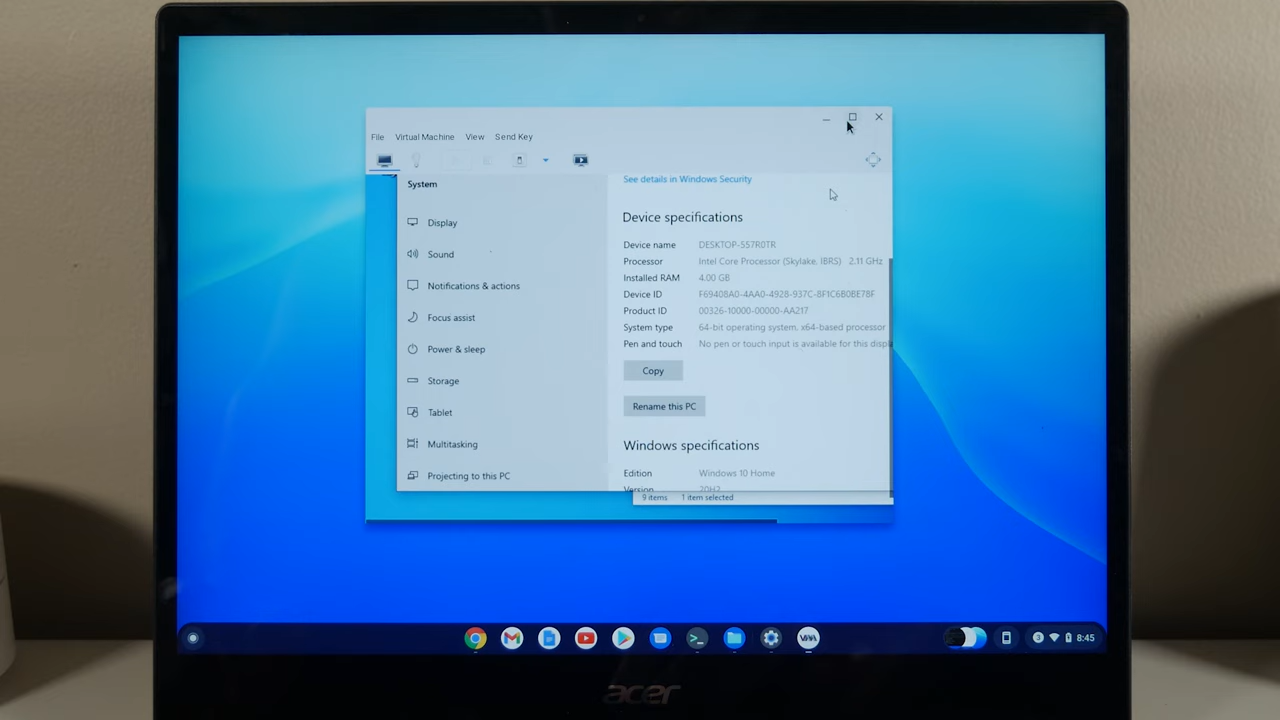 File Virtual Machine View Send Key
System
Display
Sound
Notifications & actions
Focus assist
Power & sleep
Storage
Tablet
Multitasking
Projecting to this PC
See details in Windows Security
Device specifications
Device name DESKTOP-557R0TR
Processor Intel Core Processor (Skylake, IBRS) 2.11 GHz
Installed RAM 4.00 GB
Device ID F69408A0-4AA0-4928-937C-8F1C6B0BE78F
Product ID 00326-10000-00000-AA217
System type 64-bit operating system, x64-based processor
Pen and touch No pen or touch input is available for this displa
Copy
Rename this PC
Windows specifications
Edition Windows 10 Home
Version 20H2
9 items 1 item selected
VMM
3 8:45
acer